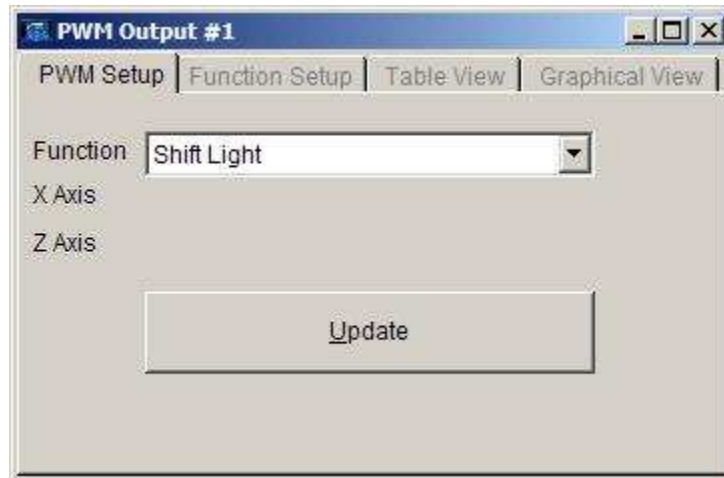 PWM Output #1
PWM Setup Function Setup Table View Graphical View
Function Shift Light
X Axis
Z Axis
Update